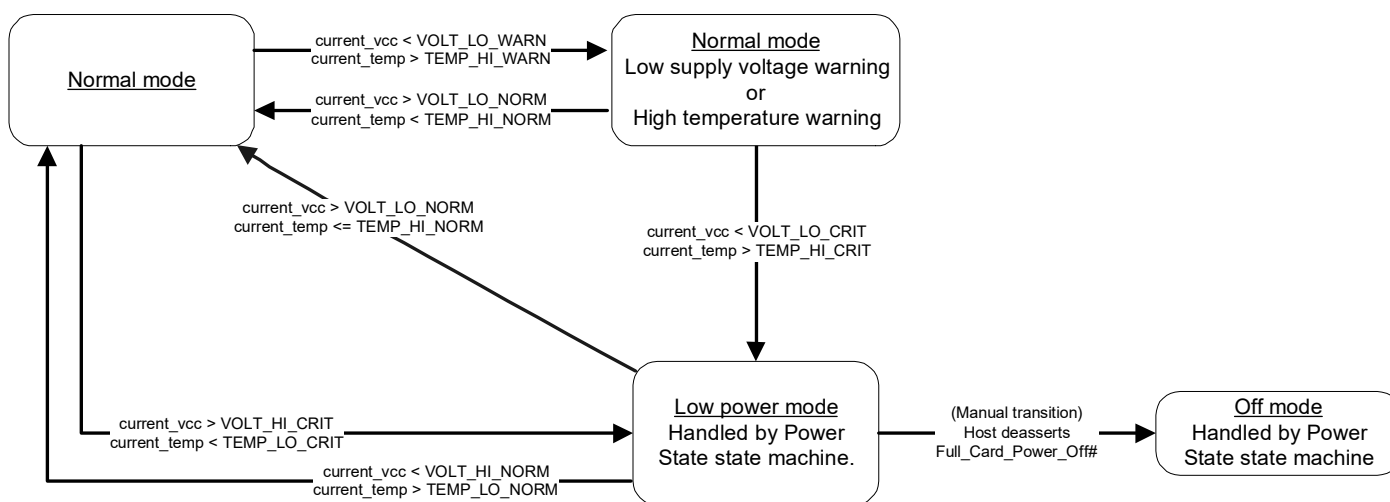 Normal mode
current_vcc < VOLT_LO_WARN
current_temp > TEMP_HI_WARN
current_vcc > VOLT_LO_NORM
current_temp < TEMP_HI_NORM
Normal mode
Low supply voltage warning
or
High temperature warning
current_vcc > VOLT_LO_NORM
current_temp <= TEMP_HI_NORM
current_vcc < VOLT_LO_CRIT
current_temp > TEMP_HI_CRIT
current_vcc > VOLT_HI_CRIT
current_temp < TEMP_LO_CRIT
current_vcc < VOLT_HI_NORM
current_temp > TEMP_LO_NORM
Low power mode
Handled by Power
State state machine.
(Manual transition)
Host deasserts
Full_Card_Power_Off#
Off mode
Handled by Power
State state machine